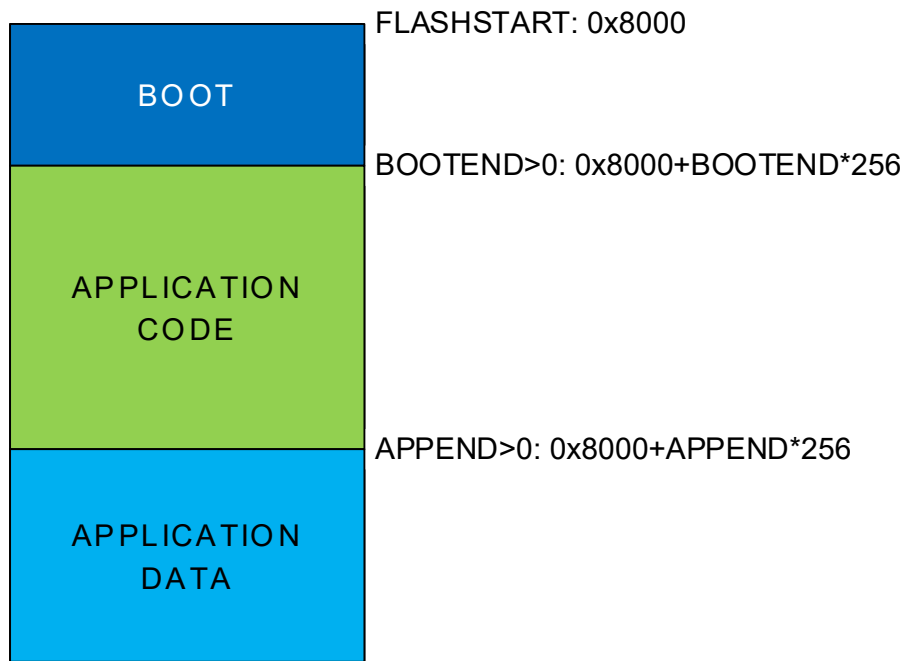 FLASHSTART: 0x8000
BOOT
BOOTEND>0: 0x8000+BOOTEND*256
APPLICATION
CODE
APPEND>0: 0x8000+APPEND*256
APPLICATION
DATA